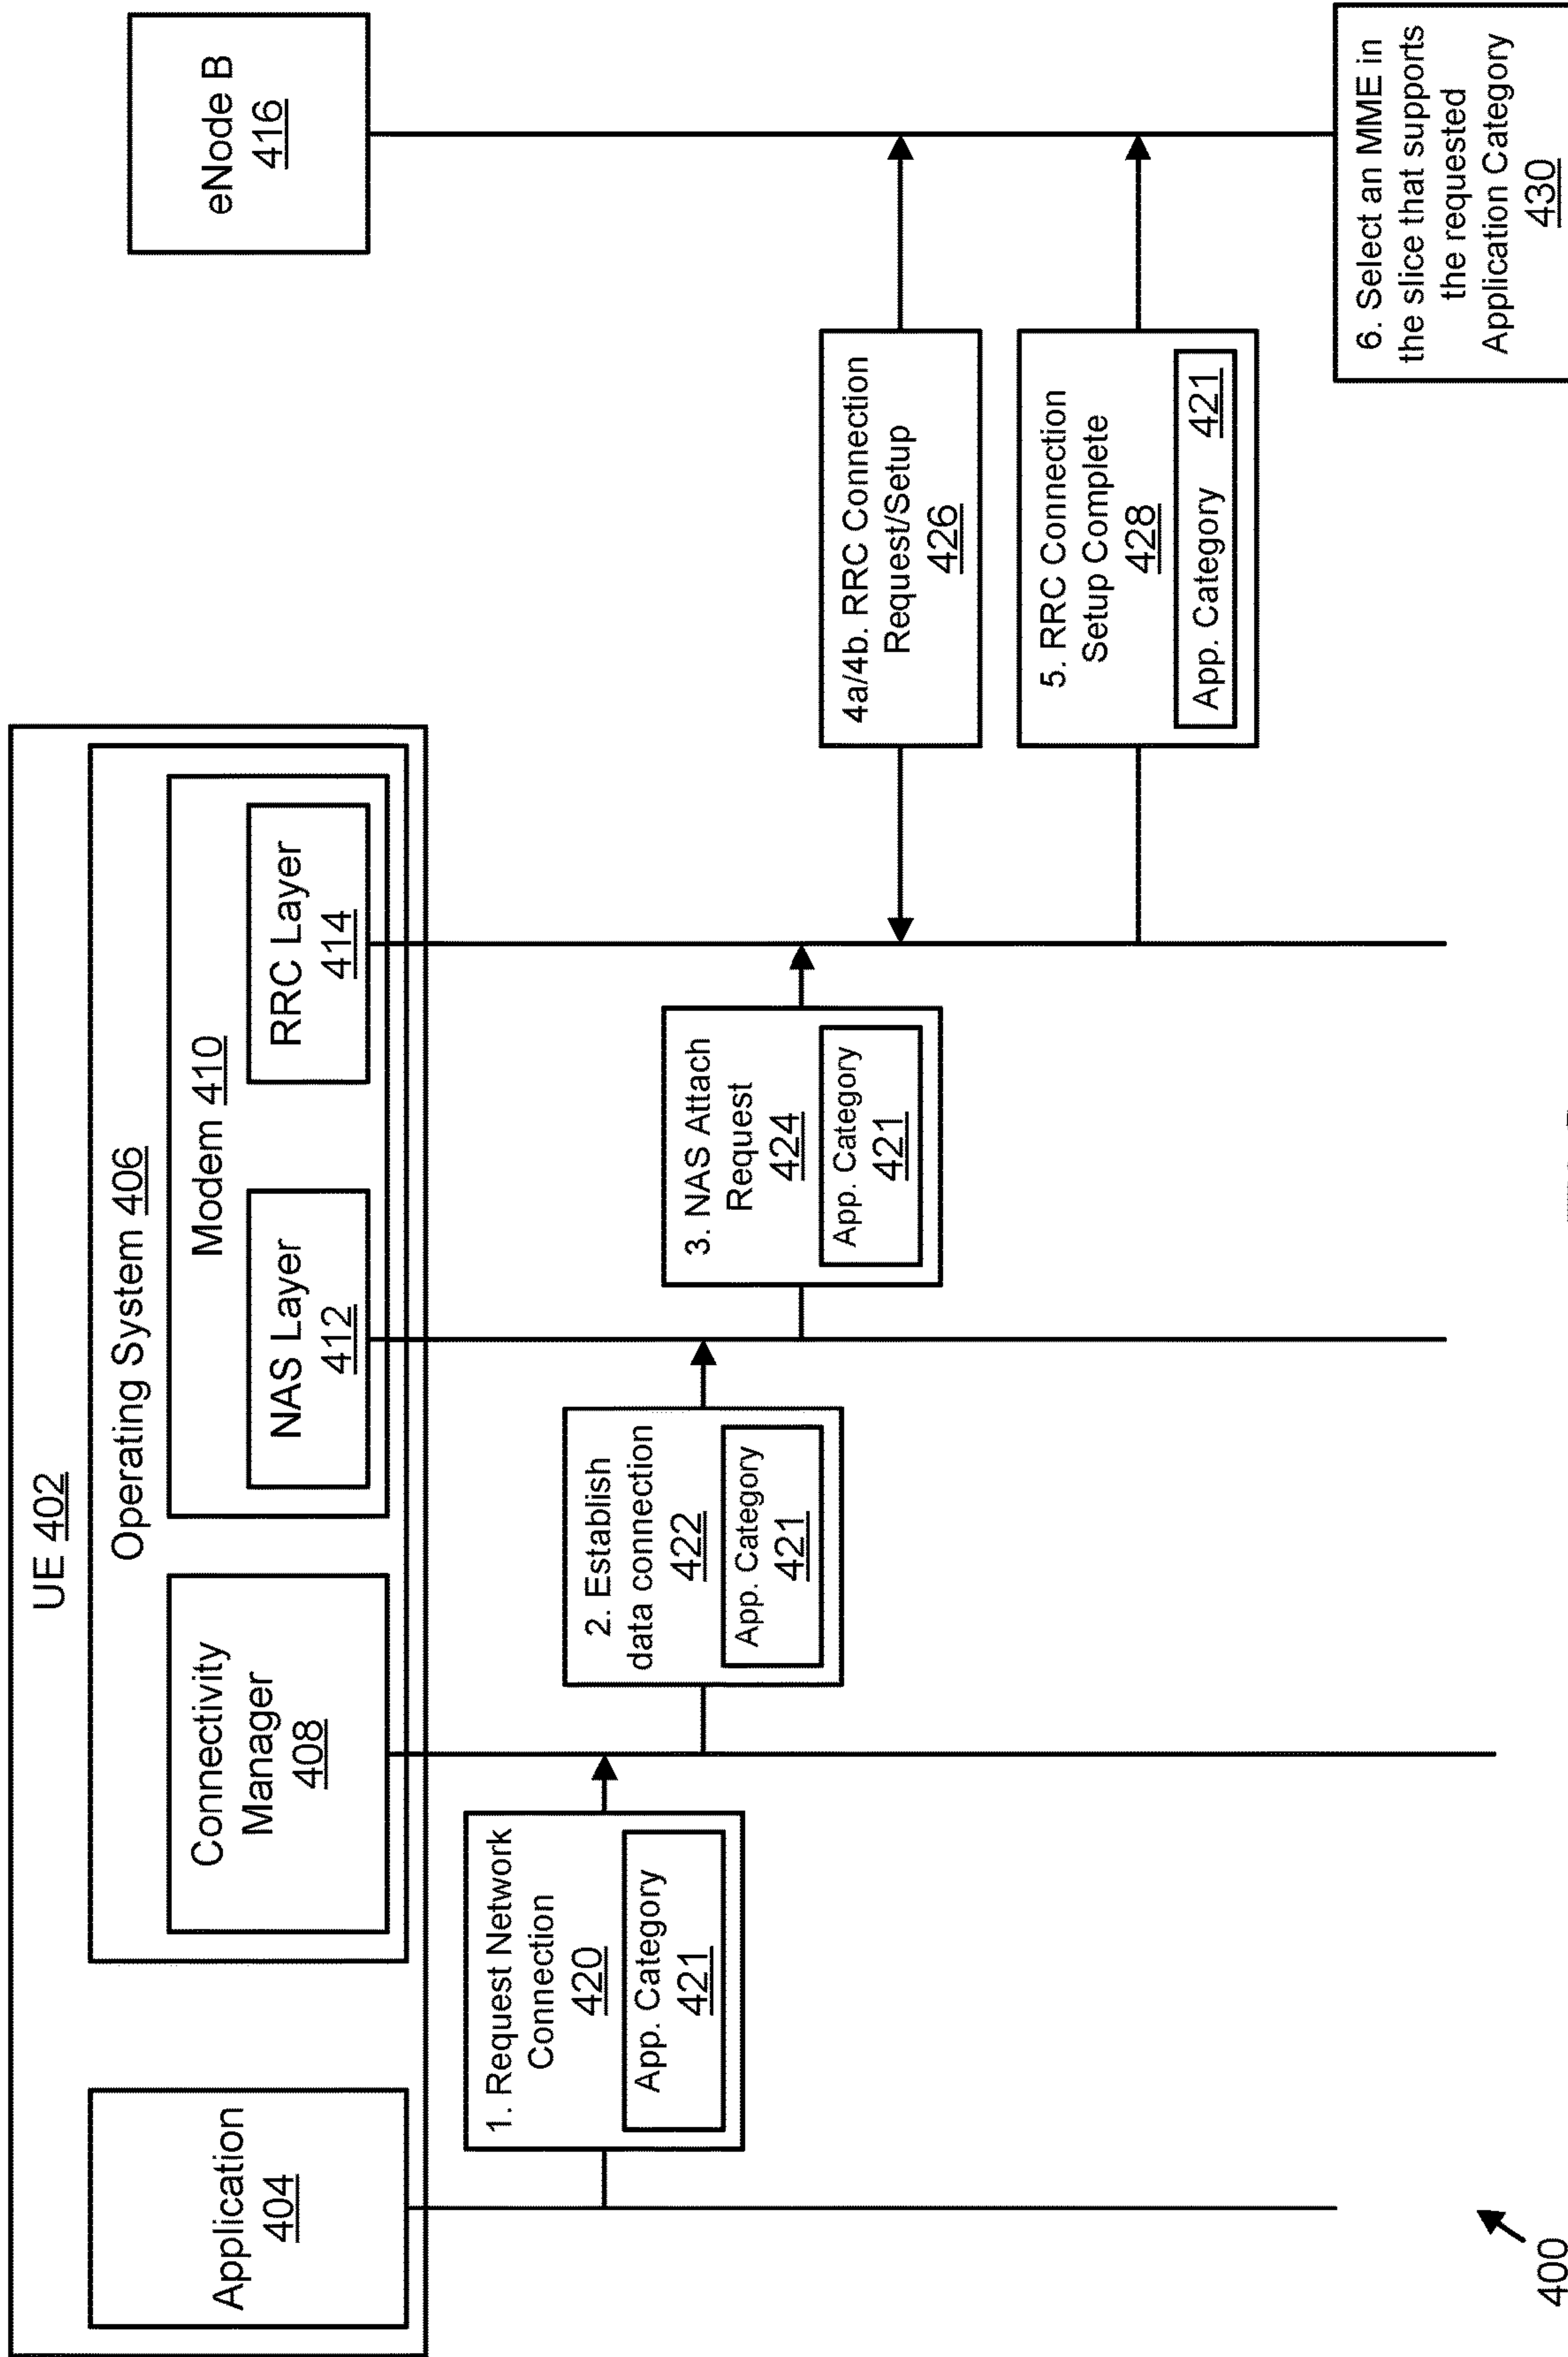 UE 402
Operating System 406
Application
404
Connectivity
Manager
408
Modem 410
NAS Layer
412
RRC Layer
414
eNode B
416
1. Request Network
Connection
420
App. Category
421
2. Establish
data connection
422
App. Category
421
3. NAS Attach
Request
424
App. Category
421
4a/4b. RRC Connection
Request/Setup
426
5. RRC Connection
Setup Complete
428
App. Category 421
6. Select an MME in
the slice that supports
the requested
Application Category
430
400